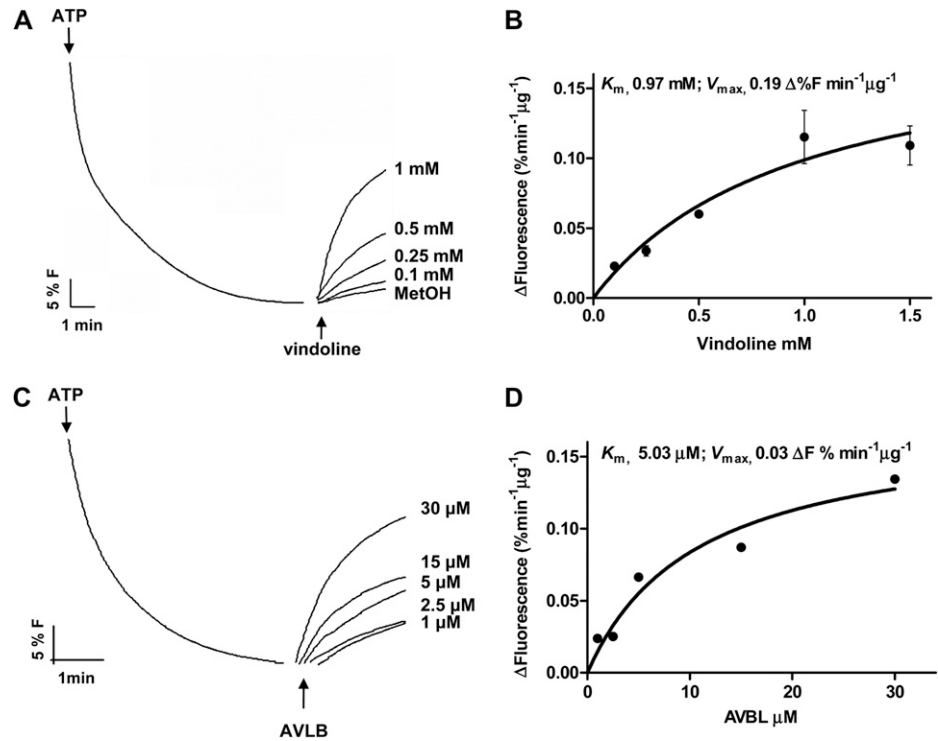 A
ATP
1 mM
0.5 mM
0.25 mM
0.1 mM
MetOH
5 % F
1 min
vindoline
B
Km, 0.97 mM; Vmax, 0.19 Δ%F min-1μg-1
ΔFluorescence (%min-1μg-1)
0.15
0.10
0.05
0.00
0.0 0.5 1.0 1.5
Vindoline mM
C
ATP
30 μM
15 μM
5 μM
2.5 μM
1 μM
5 % F
1min
AVLB
D
Km, 5.03 μM; Vmax, 0.03 ΔF % min-1μg-1
ΔFluorescence (%min-1μg-1)
0.15
0.10
0.05
0.00
0 10 20 30
AVBL μM